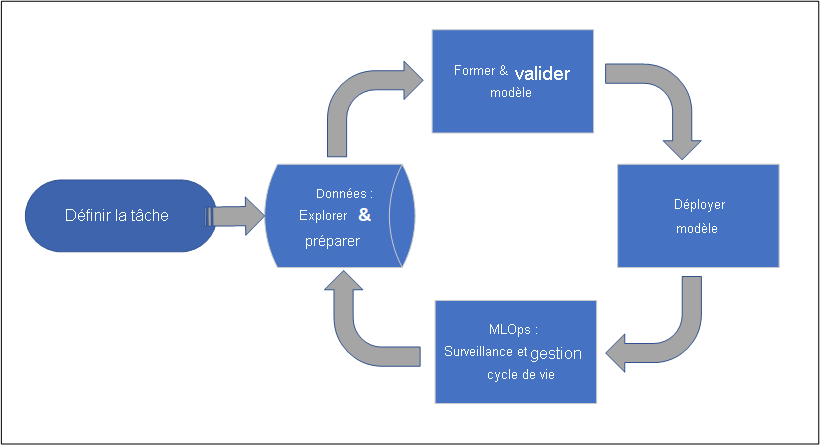 Définir la tâche
Données :
Explorer &
préparer
Former & valider
modèle
Déployer
modèle
MLOps :
Surveillance et gestion
cycle de vie